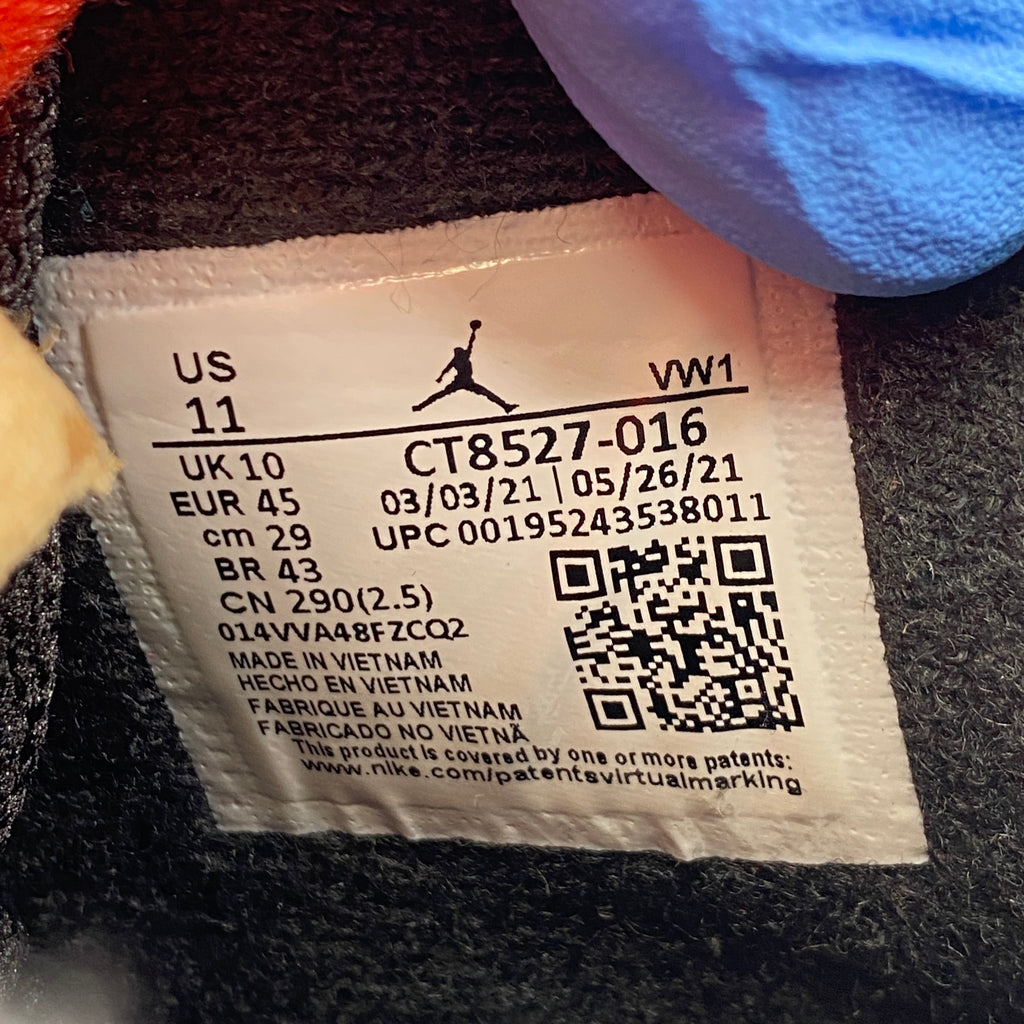 US
11
VW1
UK 10
CT8527-016
EUR 45
03/03/21 | 05/26/21
cm 29
UPC 00195243538011
BR 43
CN 290(2.5)
014VVA48FZCQ2
MADE IN VIETNAM
HECHO EN VIETNAM
FABRIQUE AU VIETNAM
FABRICADO NO VIETNÃ
This product is covered by one or more patents:
www.nike.com/patentsvirtualmarking